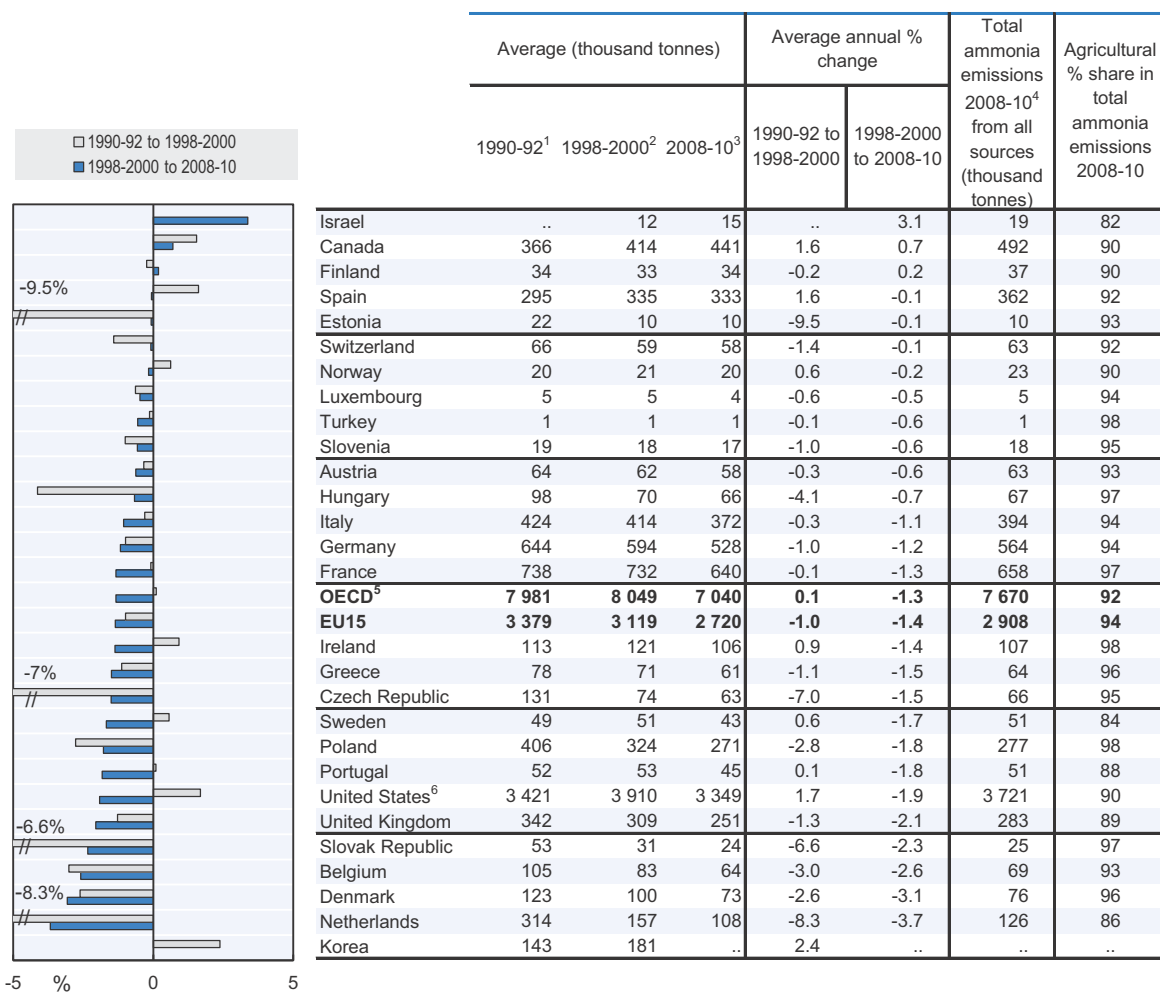 Average (thousand tonnes)
Average annual %
change
Total
ammonia
emissions
2008-10⁴
from all
sources
(thousand
tonnes)
Agricultural
% share in
total
ammonia
emissions
2008-10
1990-92¹ 1998-2000² 2008-10³
1990-92 to
1998-2000
1998-2000
to 2008-10
1990-92 to 1998-2000
1998-2000 to 2008-10
Israel .. 12 15 .. 3.1 19 82
Canada 366 414 441 1.6 0.7 492 90
Finland 34 33 34 -0.2 0.2 37 90
-9.5%
Spain 295 335 333 1.6 -0.1 362 92
Estonia 22 10 10 -9.5 -0.1 10 93
Switzerland 66 59 58 -1.4 -0.1 63 92
Norway 20 21 20 0.6 -0.2 23 90
Luxembourg 5 5 4 -0.6 -0.5 5 94
Turkey 1 1 1 -0.1 -0.6 1 98
Slovenia 19 18 17 -1.0 -0.6 18 95
Austria 64 62 58 -0.3 -0.6 63 93
Hungary 98 70 66 -4.1 -0.7 67 97
Italy 424 414 372 -0.3 -1.1 394 94
Germany 644 594 528 -1.0 -1.2 564 94
France 738 732 640 -0.1 -1.3 658 97
OECD⁵ 7 981 8 049 7 040 0.1 -1.3 7 670 92
EU15 3 379 3 119 2 720 -1.0 -1.4 2 908 94
Ireland 113 121 106 0.9 -1.4 107 98
-7%
Greece 78 71 61 -1.1 -1.5 64 96
Czech Republic 131 74 63 -7.0 -1.5 66 95
Sweden 49 51 43 0.6 -1.7 51 84
Poland 406 324 271 -2.8 -1.8 277 98
Portugal 52 53 45 0.1 -1.8 51 88
United States⁶ 3 421 3 910 3 349 1.7 -1.9 3 721 90
-6.6%
United Kingdom 342 309 251 -1.3 -2.1 283 89
Slovak Republic 53 31 24 -6.6 -2.3 25 97
Belgium 105 83 64 -3.0 -2.6 69 93
-8.3%
Denmark 123 100 73 -2.6 -3.1 76 96
Netherlands 314 157 108 -8.3 -3.7 126 86
Korea 143 181 .. 2.4 .. .. ..
-5 % 0 5